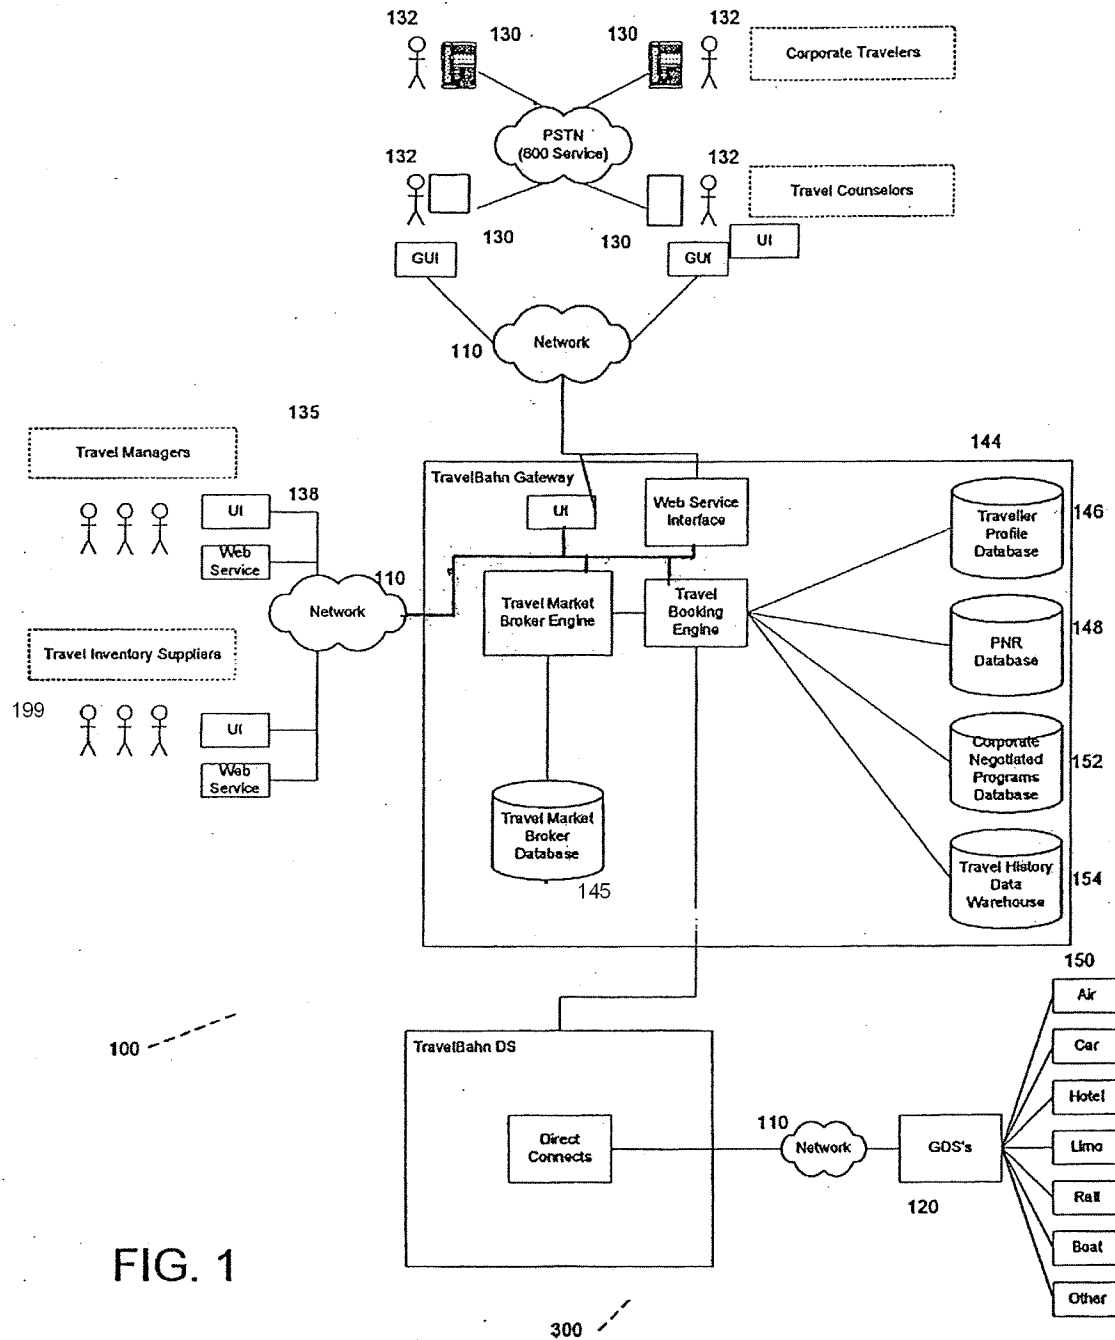 132
130
130
132
Corporate Travelers
PSTN
(800 Service)
132
132
Travel Counselors
130
130
UI
GUI
GUI
Network
110
135
144
Travel Managers
TravelBahn Gateway
138
UI
UI
Web Service
Interface
Traveller
Profile
Database
146
Web
Service
110
Network
Travel Market
Broker Engine
Travel
Booking
Engine
PNR
Database
148
Travel Inventory Suppliers
199
UI
Web
Service
Corporate
Negotiated
Programs
Database
152
Travel Market
Broker
Database
145
Travel History
Data
Warehouse
154
150
Air
100
TravelBahn DS
Car
Hotel
110
Direct
Connects
Network
GDS's
Limo
120
Rail
Boat
Other
FIG. 1
300